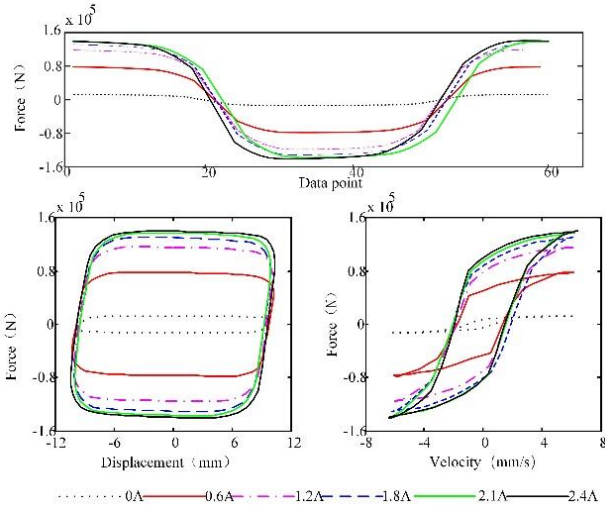 x 10^5
1.6
0.8
0
-0.8
-1.6
Force (N)
0 20 40 60
Data point
x 10^5
1.6
0.8
0
-0.8
-1.6
Force (N)
-12 -6 0 6 12
Displacement (mm)
x 10^5
1.6
0.8
0
-0.8
-1.6
Force (N)
-8 -4 0 4 8
Velocity (mm/s)
0A 0.6A 1.2A 1.8A 2.1A 2.4A